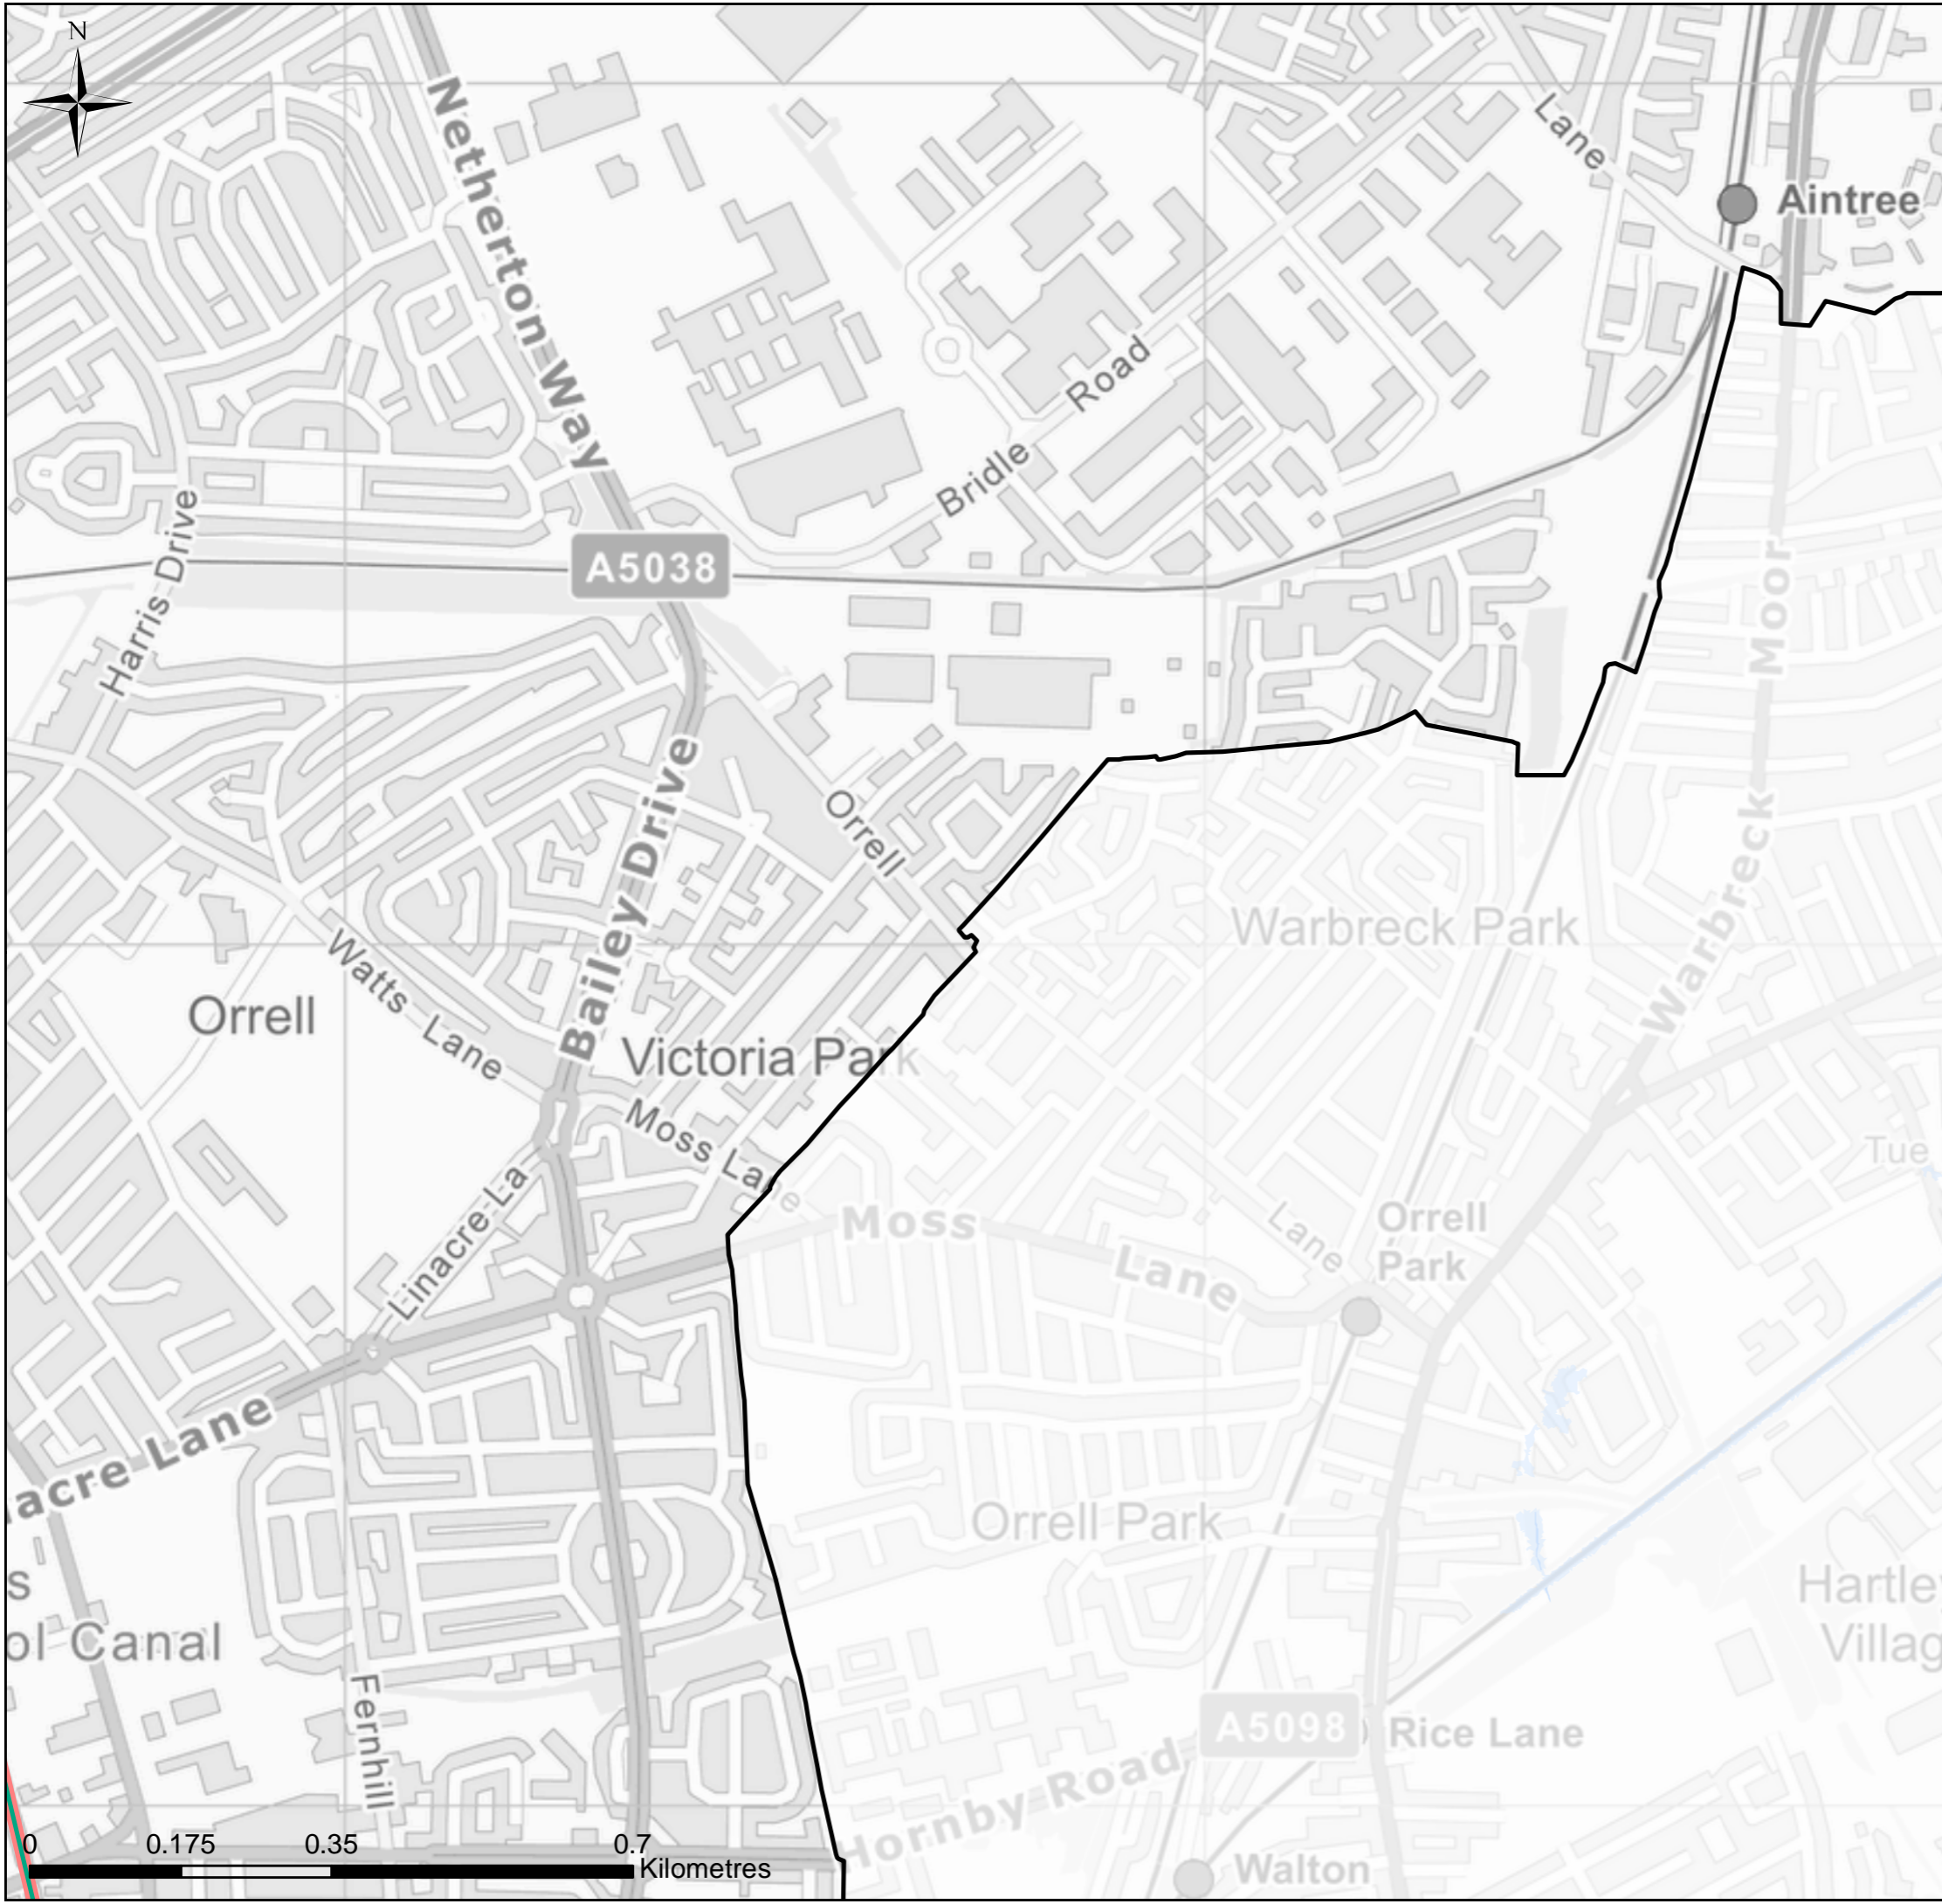 N
Netherton Way
Lane
Aintree
Road
Bridle
Harris Drive
A5038
Moor
Orrell
Bailey Drive
Warbreck Park
Warbreck
Watts Lane
Orrell
Victoria Park
Moss Lane
Tue
Linacre La
Moss
Lane
Lane
Orrell
Park
acre Lane
Orrell Park
s
ol Canal
Hartle
Villag
Fernhill
A5098
Rice Lane
Hornby Road
Walton
0 0.175 0.35 0.7
Kilometres